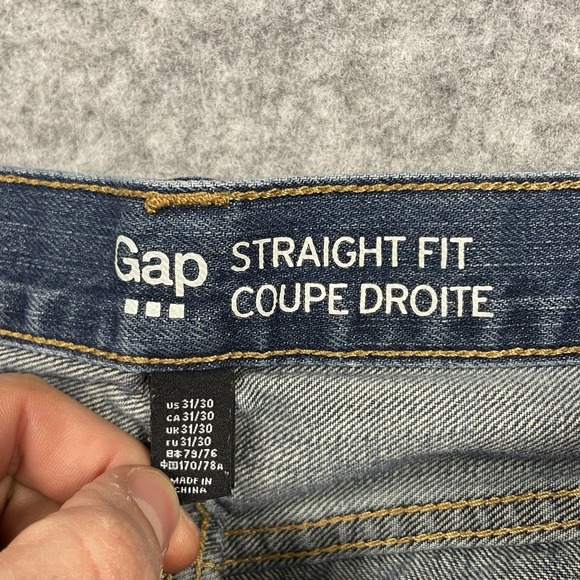 Gap
STRAIGHT FIT
COUPE DROITE
US 31/30
CA 31/30
UK 31/30
EU 31/30
日本 79/76
中国 170/78A
MADE IN
CHINA